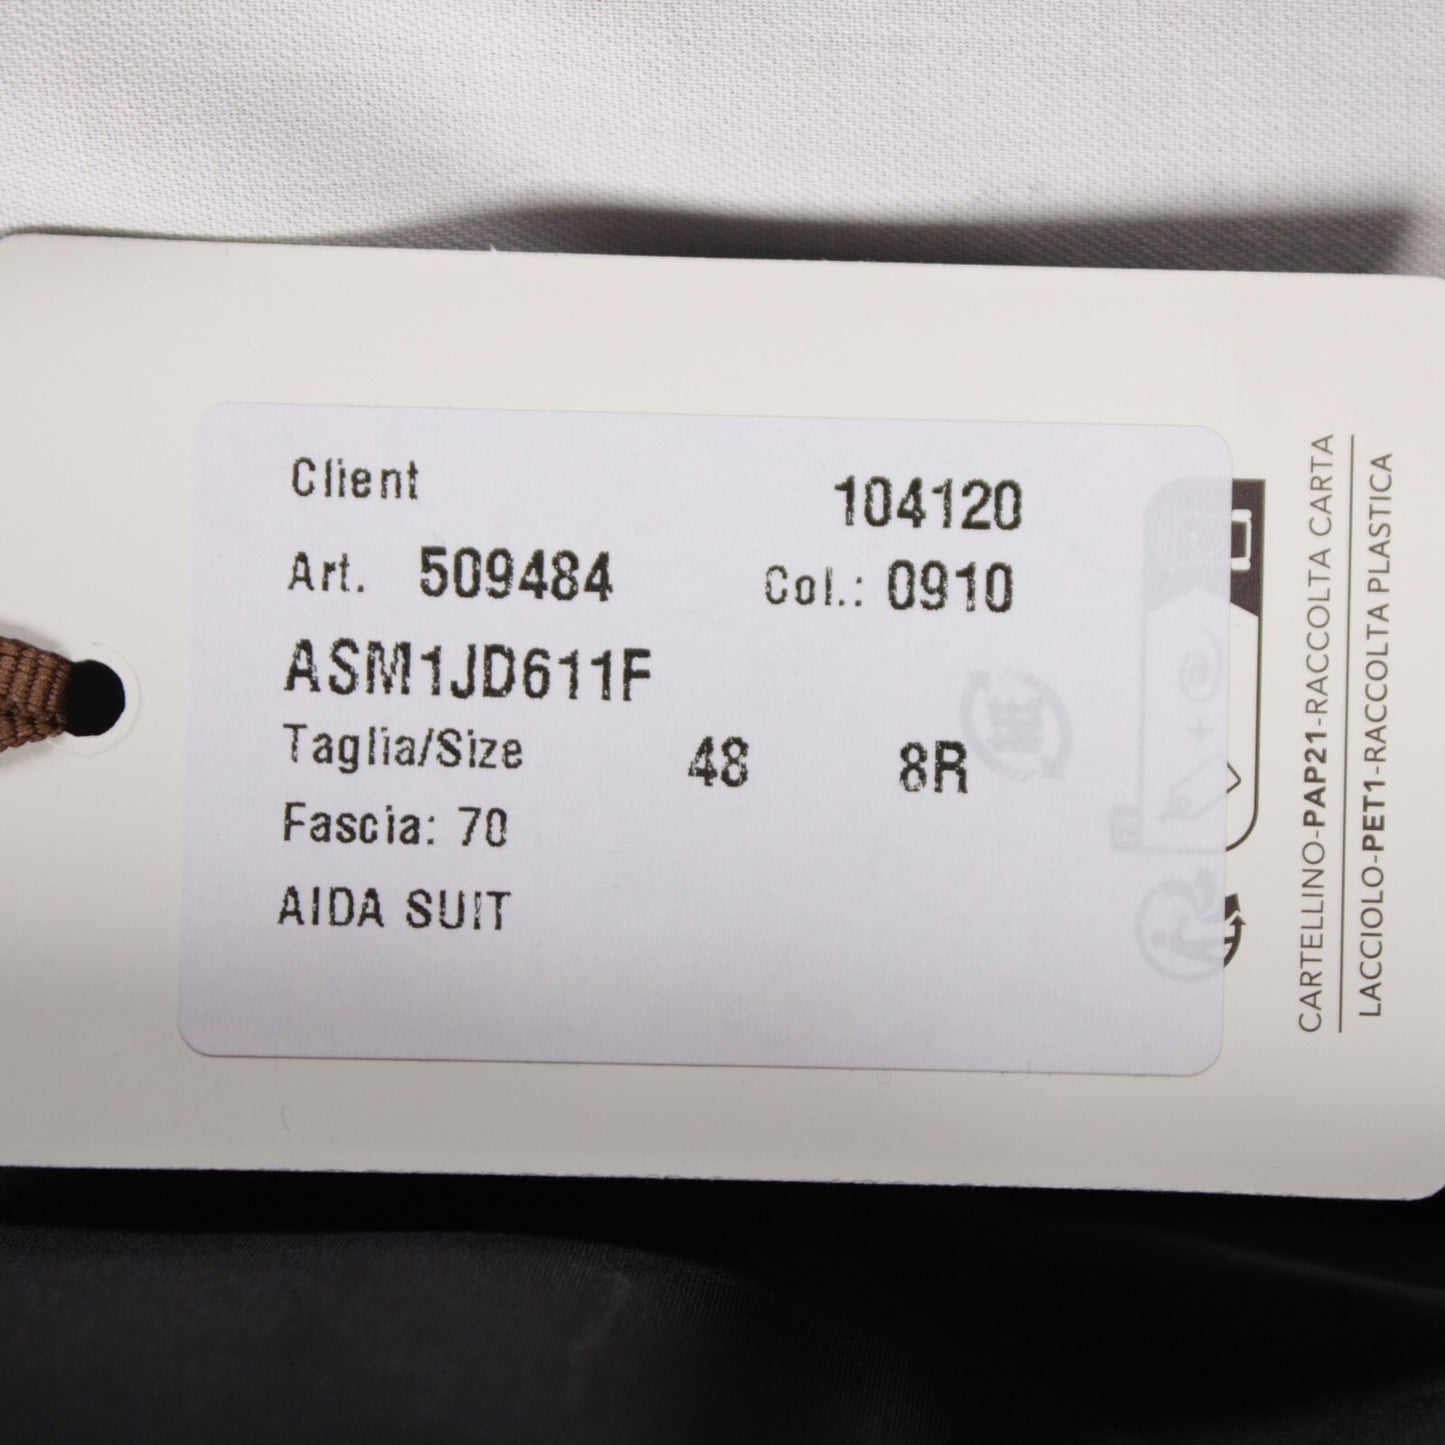 Client 104120
Art. 509484 Col.: 0910
ASM1JD611F
Taglia/Size 48 8R
Fascia: 70
AIDA SUIT
CARTELLINO-PAP21-RACCOLTA CARTA
LACCIOLO-PET1-RACCOLTA PLASTICA